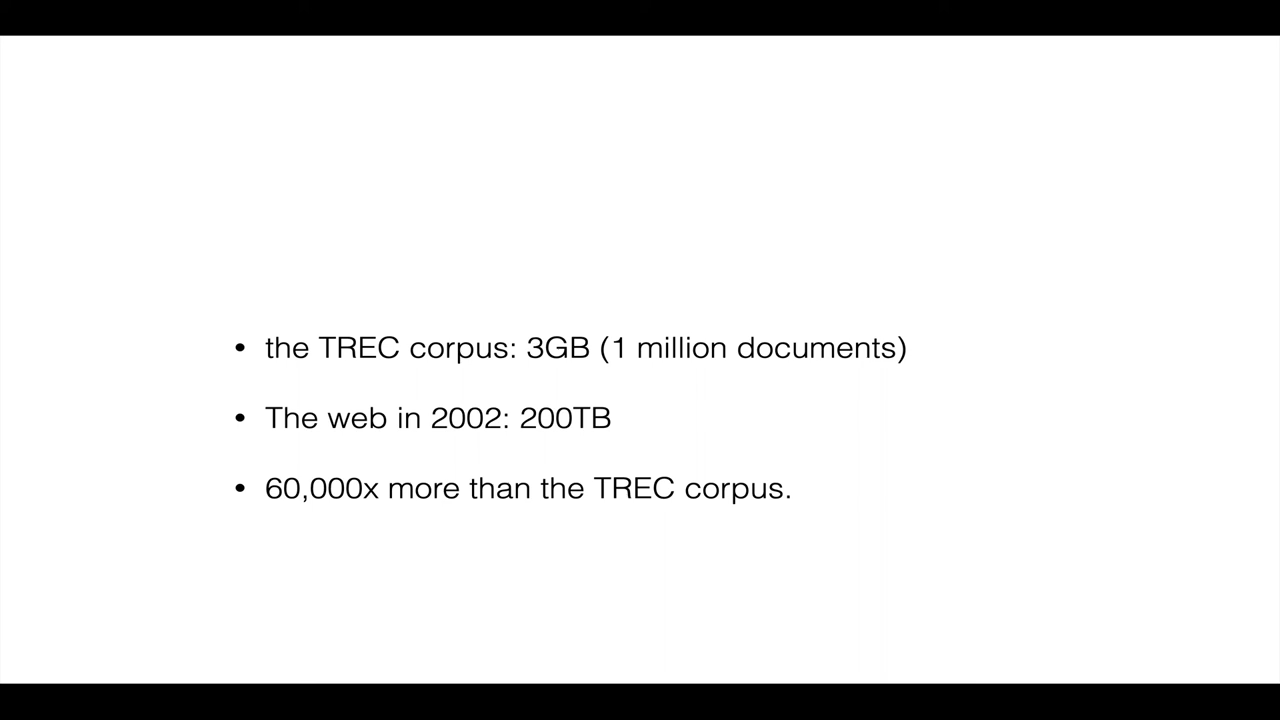 • the TREC corpus: 3GB (1 million documents)
• The web in 2002: 200TB
• 60,000x more than the TREC corpus.